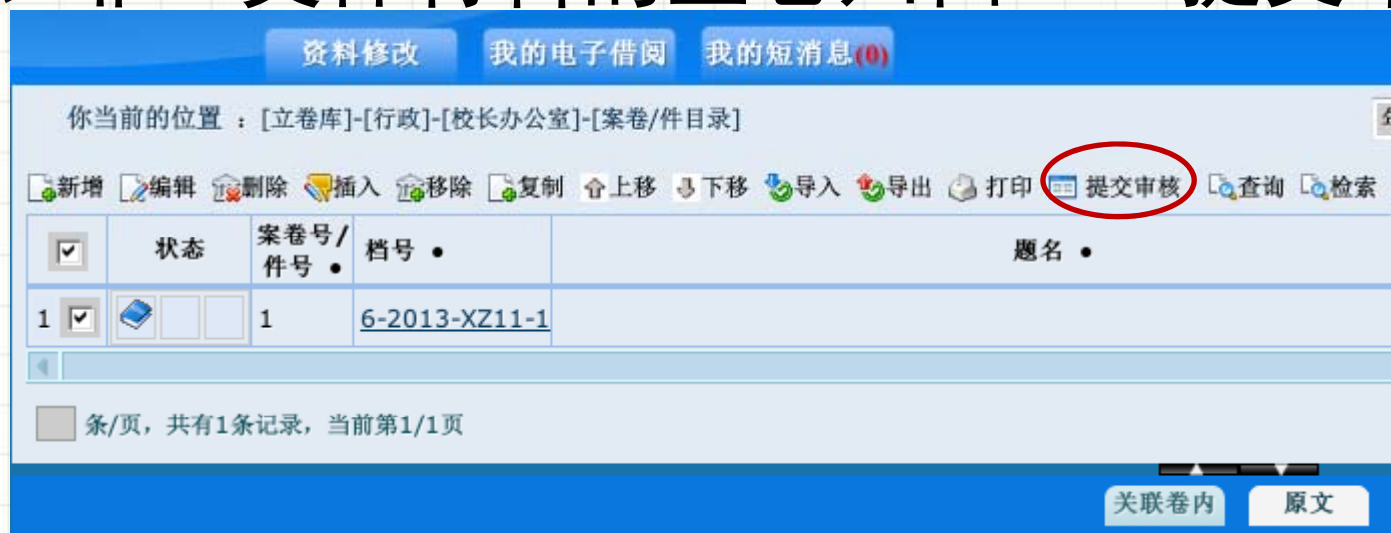 资料修改 我的电子借阅 我的短消息(0)
你当前的位置 : [立卷库]-[行政]-[校长办公室]-[案卷/件目录]
新增 编辑 删除 插入 移除 复制 上移 下移 导入 导出 打印 提交审核 查询 检索
状态 案卷号/件号 • 档号 • 题名 •
1 1 6-2013-XZ11-1
条/页，共有1条记录，当前第1/1页
关联卷内 原文